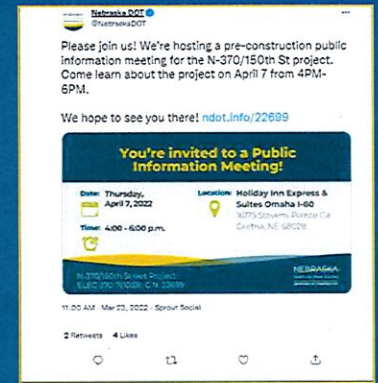 Nebraska DOT
@NebraskaDOT
Please join us! We're hosting a pre-construction public
information meeting for the N-370/150th St project.
Come learn about the project on April 7 from 4PM-
6PM.
We hope to see you there! ndot.info/22699
You're invited to a Public
Information Meeting!
Date: Thursday,
April 7, 2022
Time: 4:00 - 6:00 p.m.
Location: Holiday Inn Express &
Suites Omaha I-80
Gretna, NE 68028
N-370/150th Street Project
NEBRASKA
11:00 AM · Mar 23, 2022 · Sprout Social
2 Retweets 4 Likes